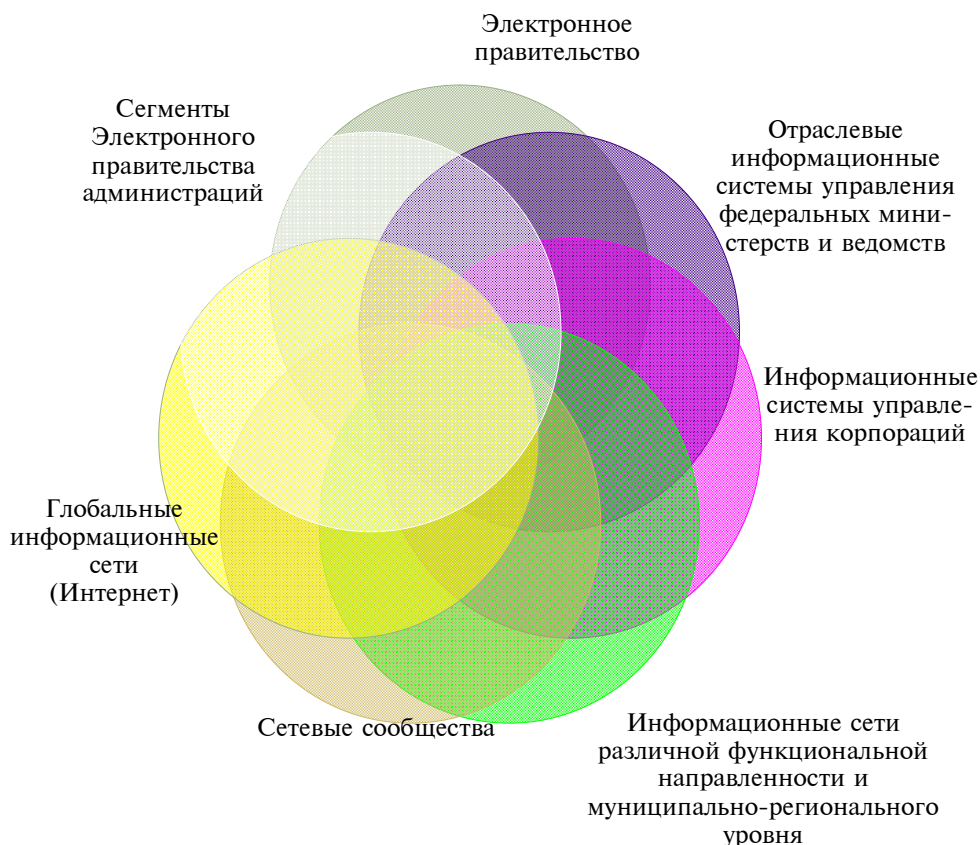 Электронное
правительство
Сегменты
Электронного
правительства
администраций
Отраслевые
информационные
системы управления
федеральных мини-
стерств и ведомств
Информационные
системы управле-
ния корпораций
Глобальные
информационные
сети
(Интернет)
Сетевые сообщества
Информационные сети
различной функциональной
направленности и
муниципально-регионального
уровня